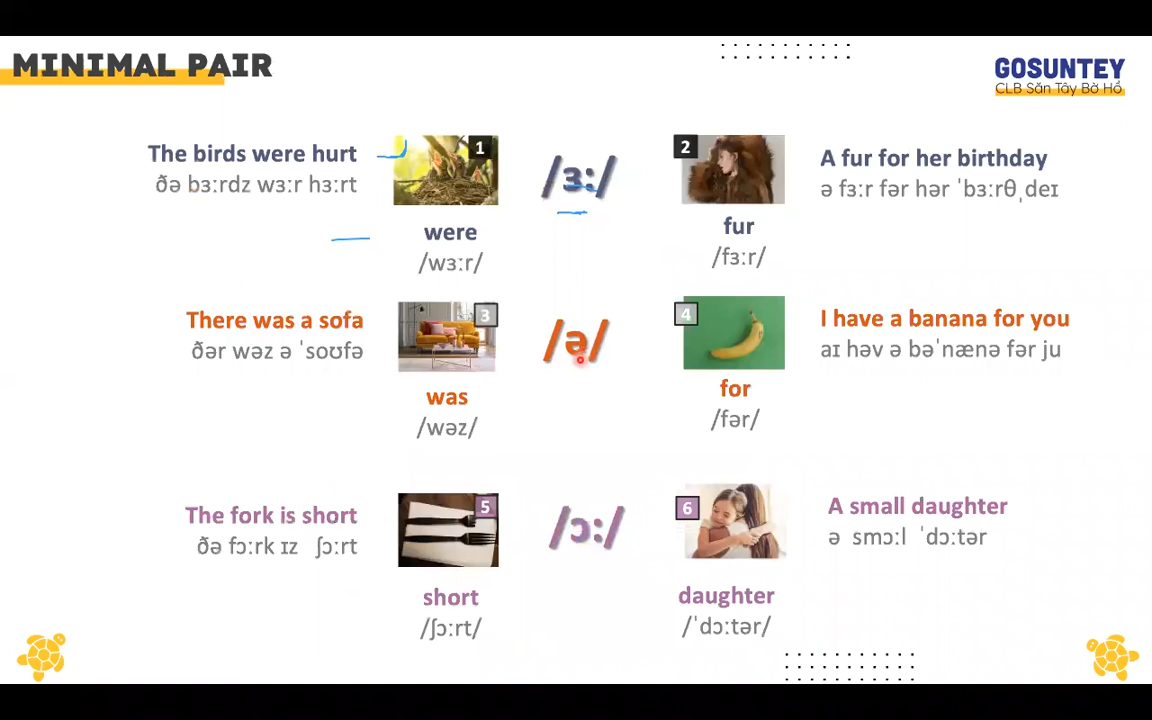 MINIMAL PAIR
GOSUNTEY
CLB Săn Tây Bờ Hồ
The birds were hurt
ðə bɜːrdz wɜːr hɜːrt
1
were
/wɜːr/
/ɜː/
2
fur
/fɜːr/
A fur for her birthday
ə fɜːr fər hər ˈbɜːrθˌdeɪ
There was a sofa
ðər wəz ə ˈsoʊfə
3
was
/wəz/
/ə/
4
for
/fər/
I have a banana for you
aɪ həv ə bəˈnænə fər ju
The fork is short
ðə fɔːrk ɪz ʃɔːrt
5
short
/ʃɔːrt/
/ɔː/
6
daughter
/ˈdɔːtər/
A small daughter
ə smɔːl ˈdɔːtər